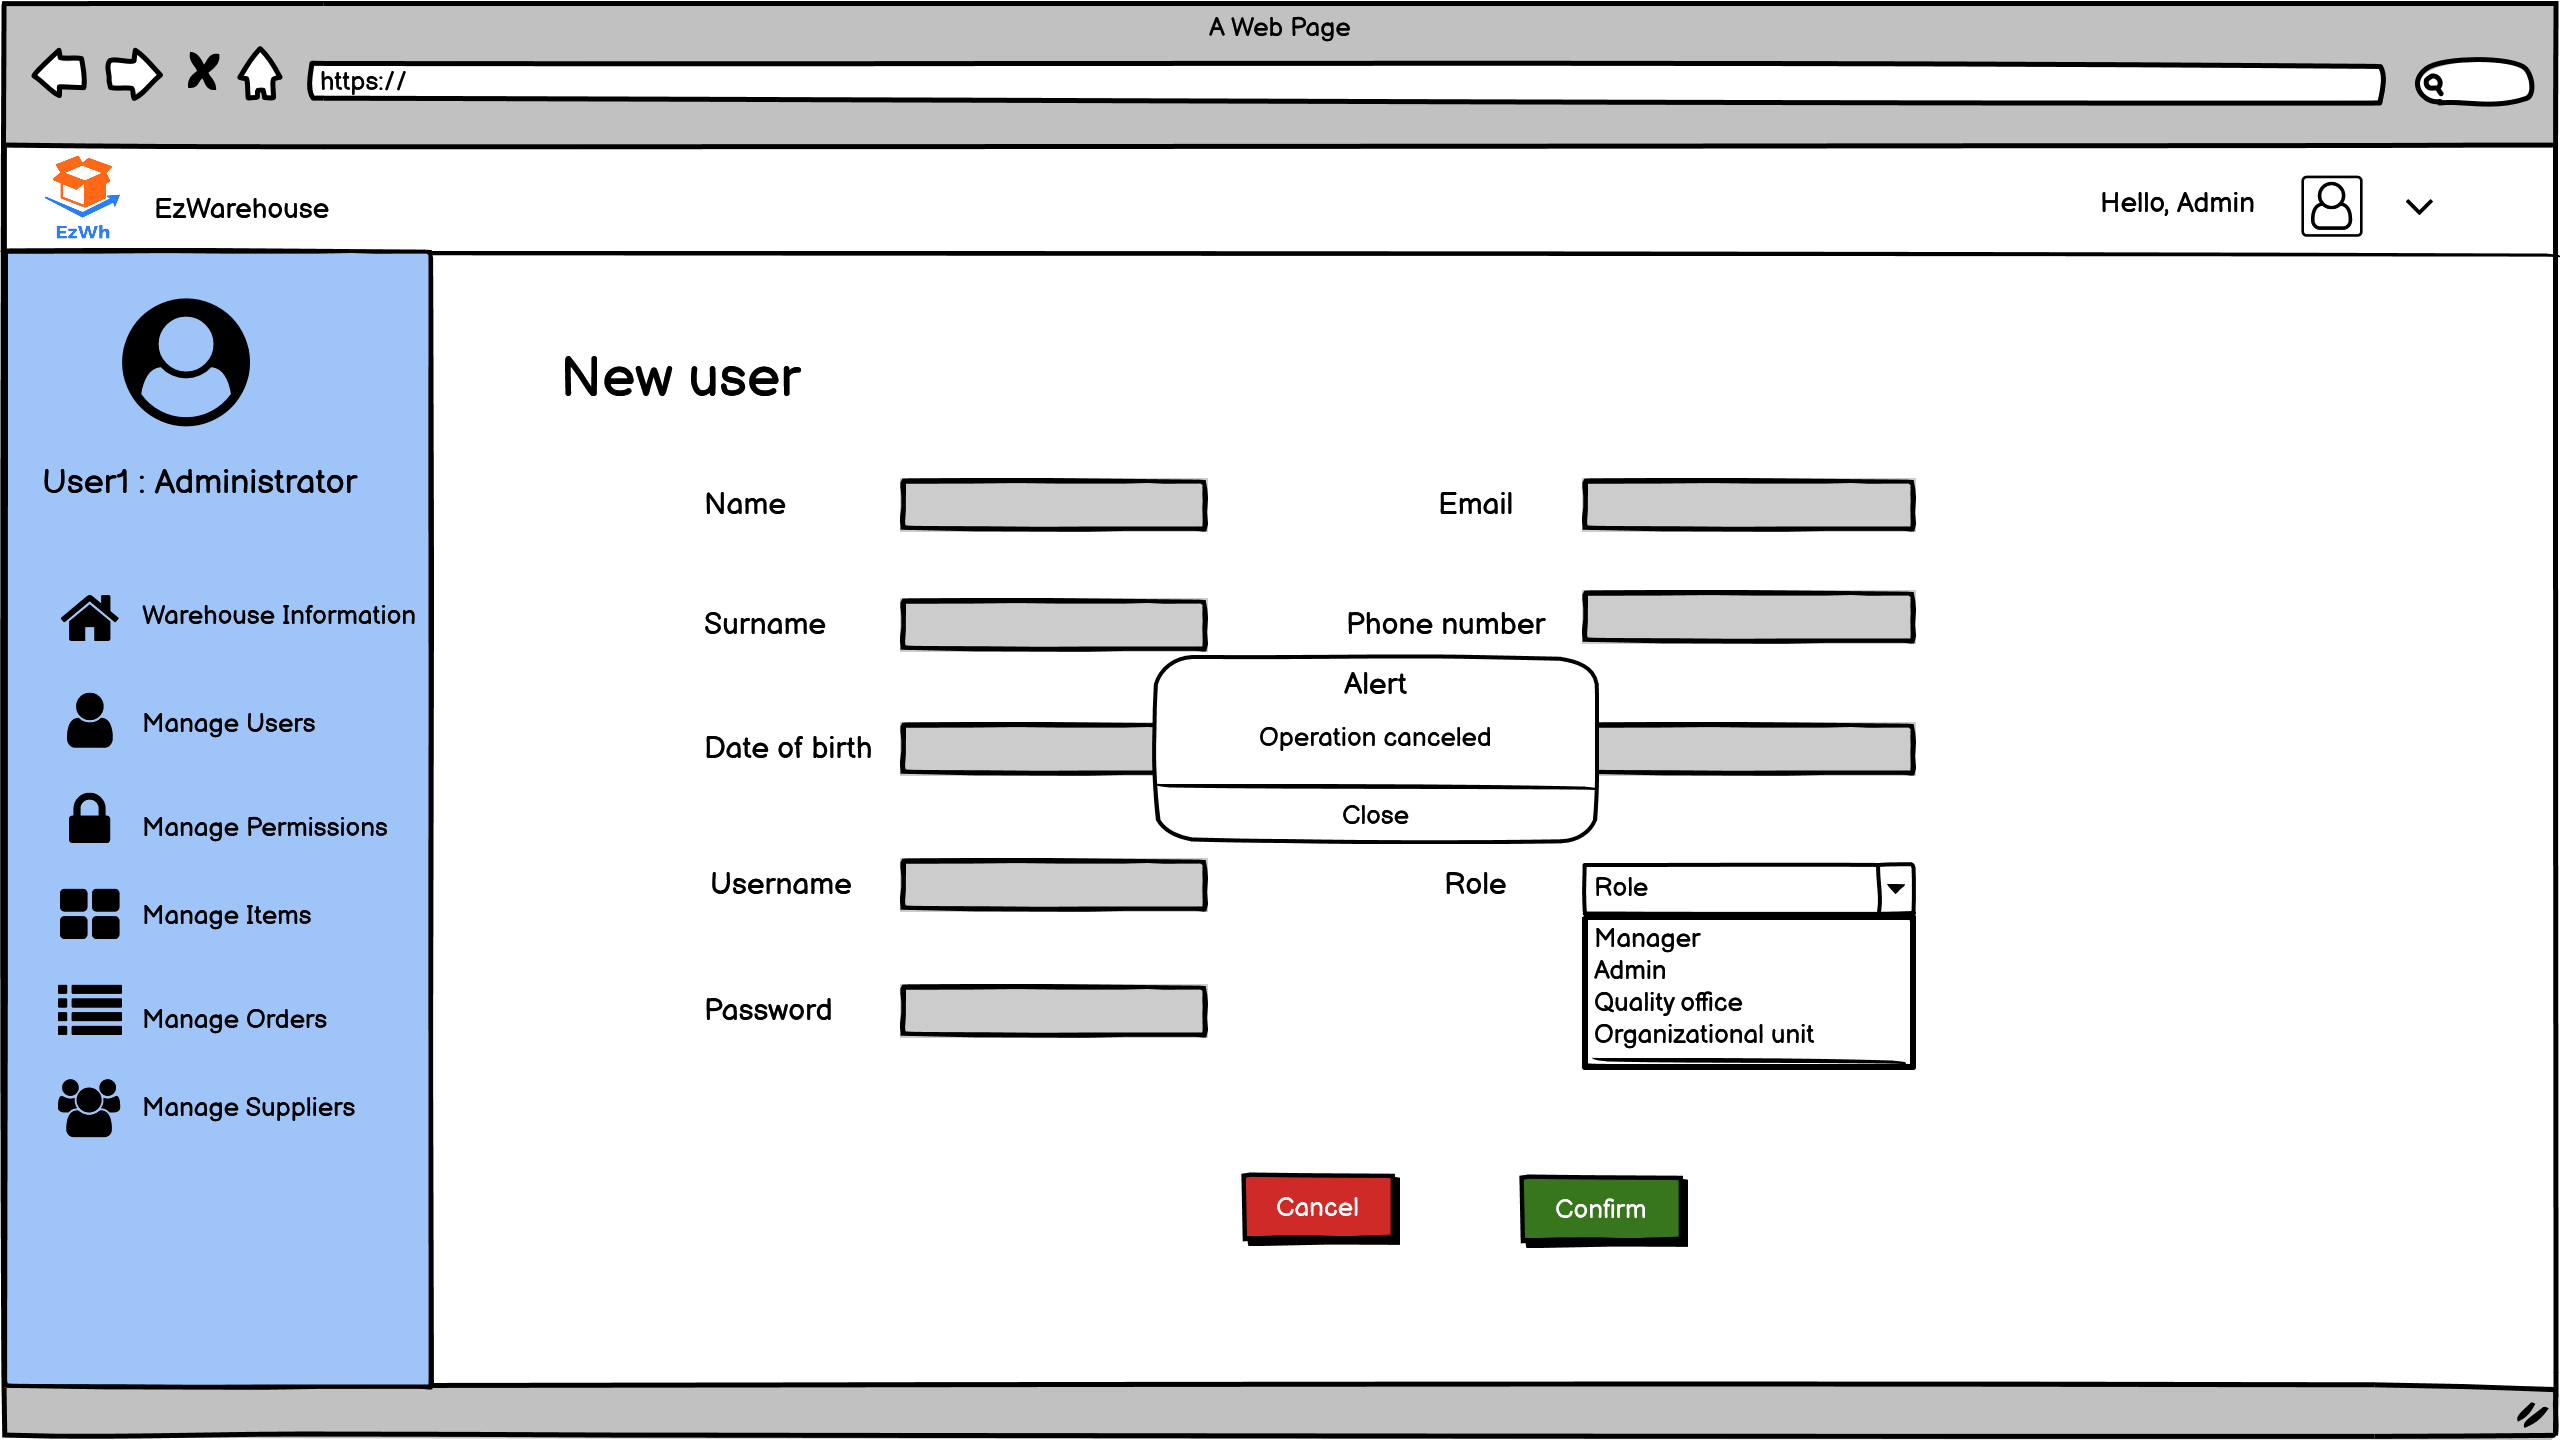 A Web Page
https://
EzWh
EzWarehouse
Hello, Admin
User1 : Administrator
Warehouse Information
Manage Users
Manage Permissions
Manage Items
Manage Orders
Manage Suppliers
New user
Name
Email
Surname
Phone number
Date of birth
Alert
Operation canceled
Close
Username
Role
Role
Manager
Admin
Quality office
Organizational unit
Password
Cancel
Confirm